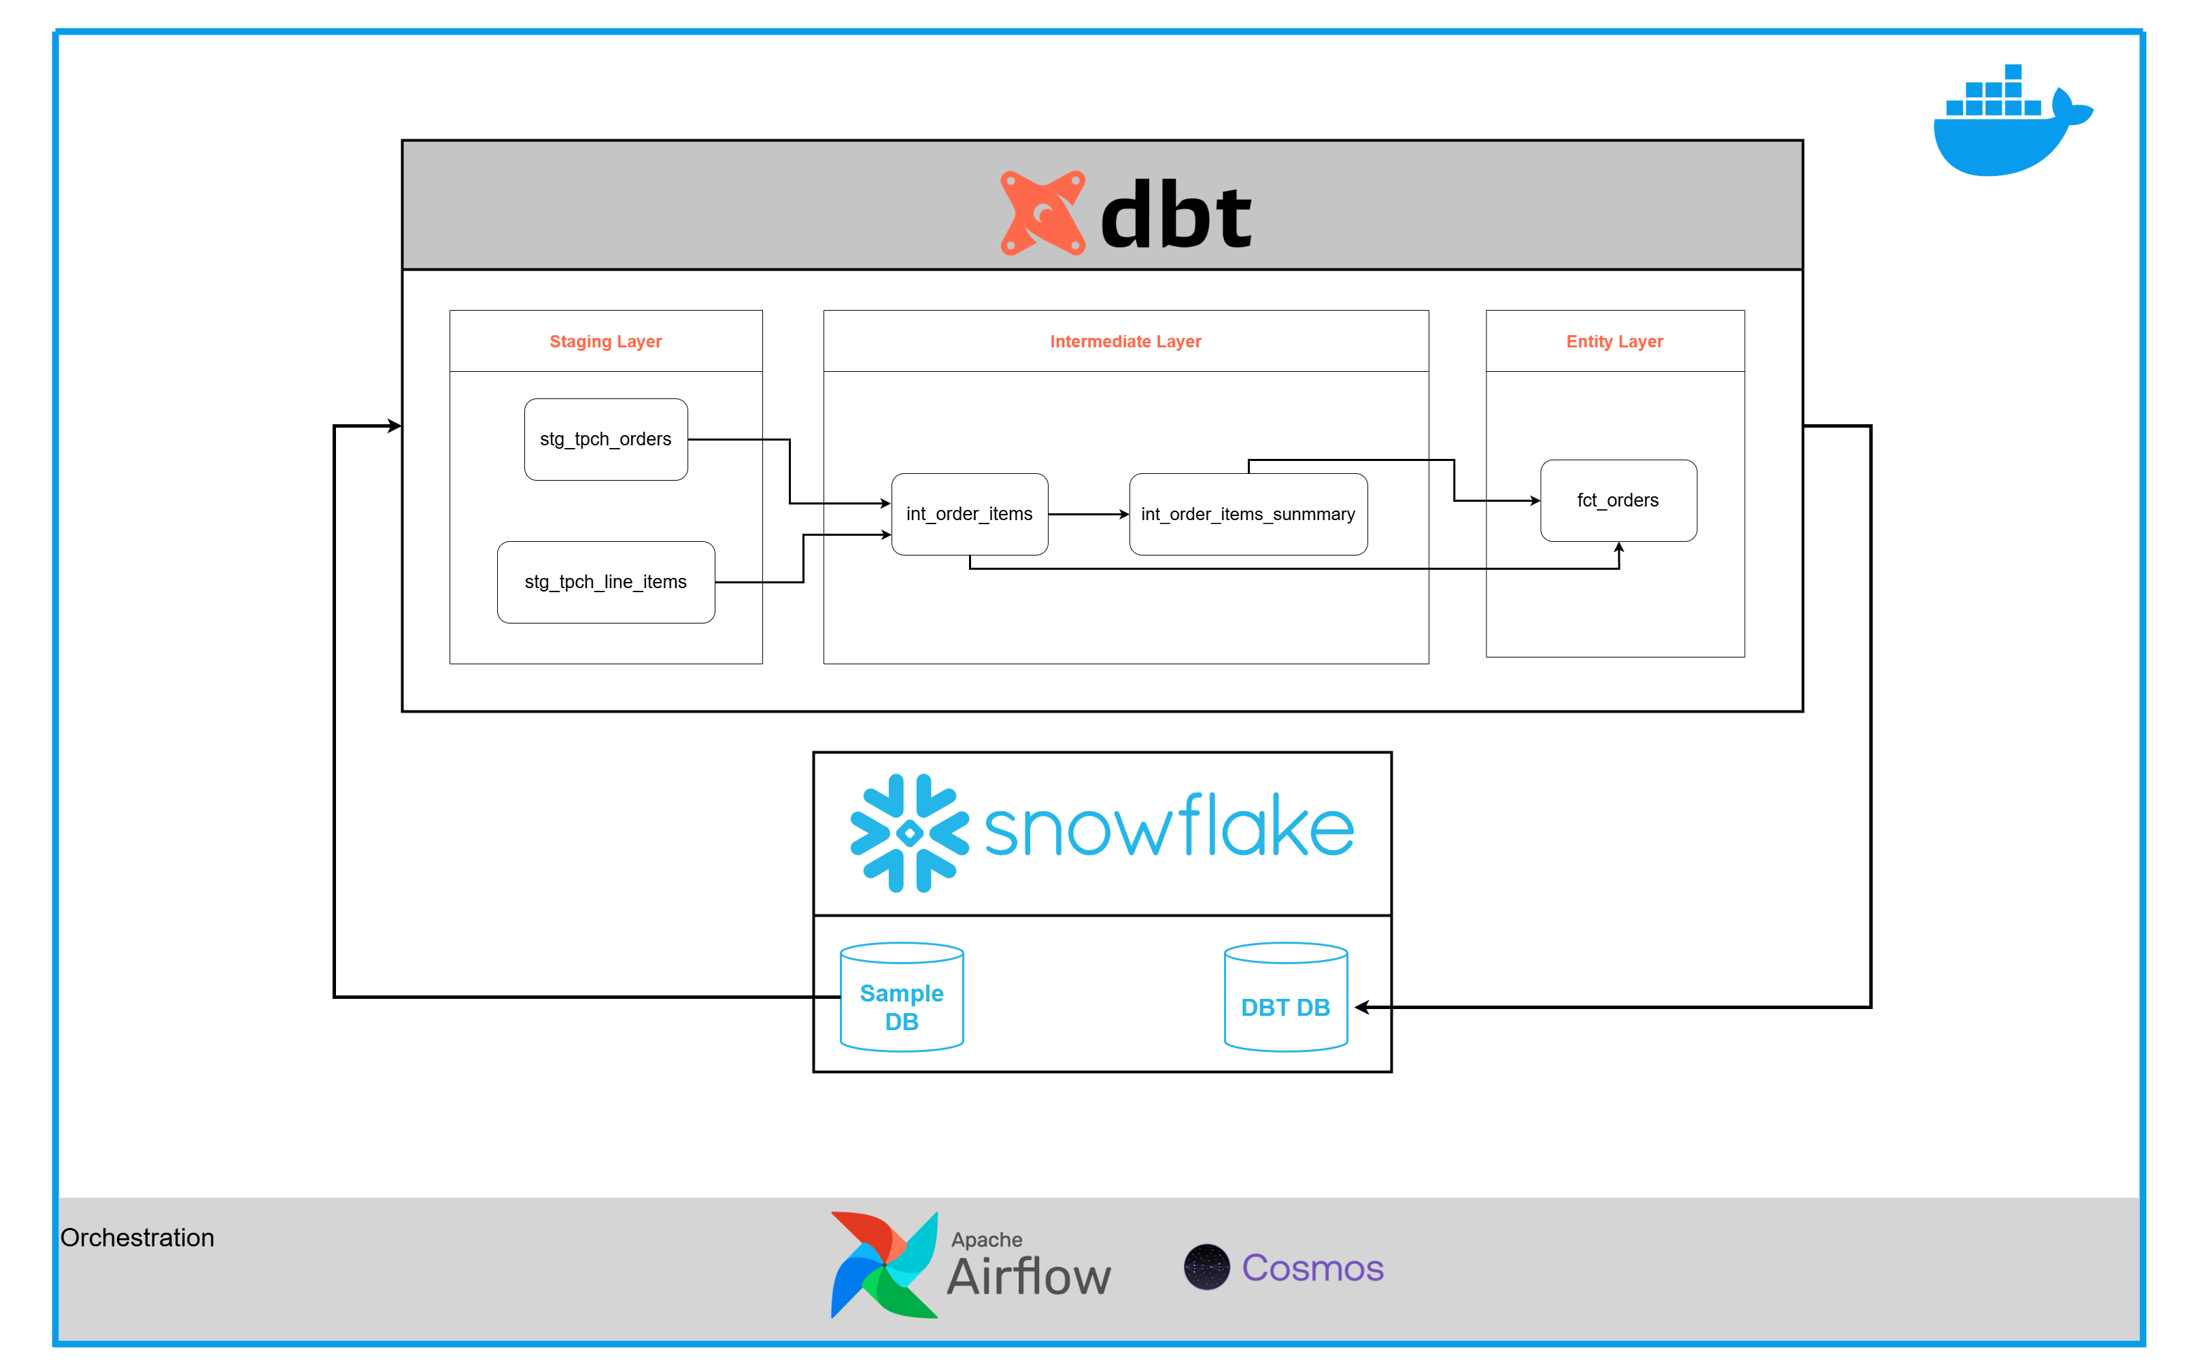 dbt
Staging Layer
Intermediate Layer
Entity Layer
stg_tpch_orders
stg_tpch_line_items
int_order_items
int_order_items_sunmmary
fct_orders
snowflake
Sample
DB
DBT DB
Orchestration
Apache
Airflow
Cosmos